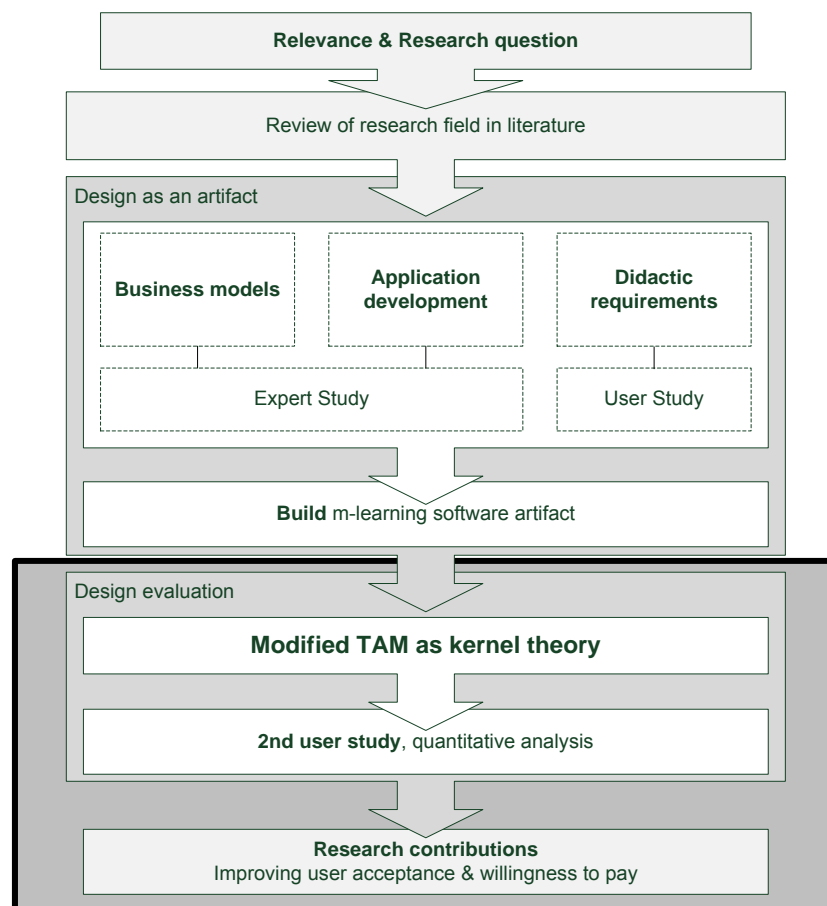 Relevance & Research question
Review of research field in literature
Design as an artifact
Business models
Application
development
Didactic
requirements
Expert Study
User Study
Build m-learning software artifact
Design evaluation
Modified TAM as kernel theory
2nd user study, quantitative analysis
Research contributions
Improving user acceptance & willingness to pay